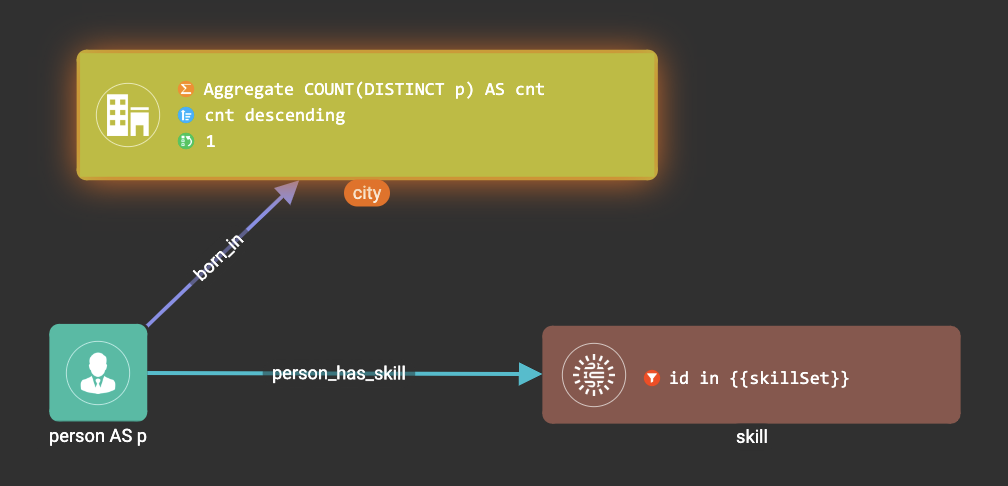 Aggregate COUNT(DISTINCT p) AS cnt
cnt descending
1
city
born_in
person_has_skill
id in {{skillSet}}
person AS p
skill